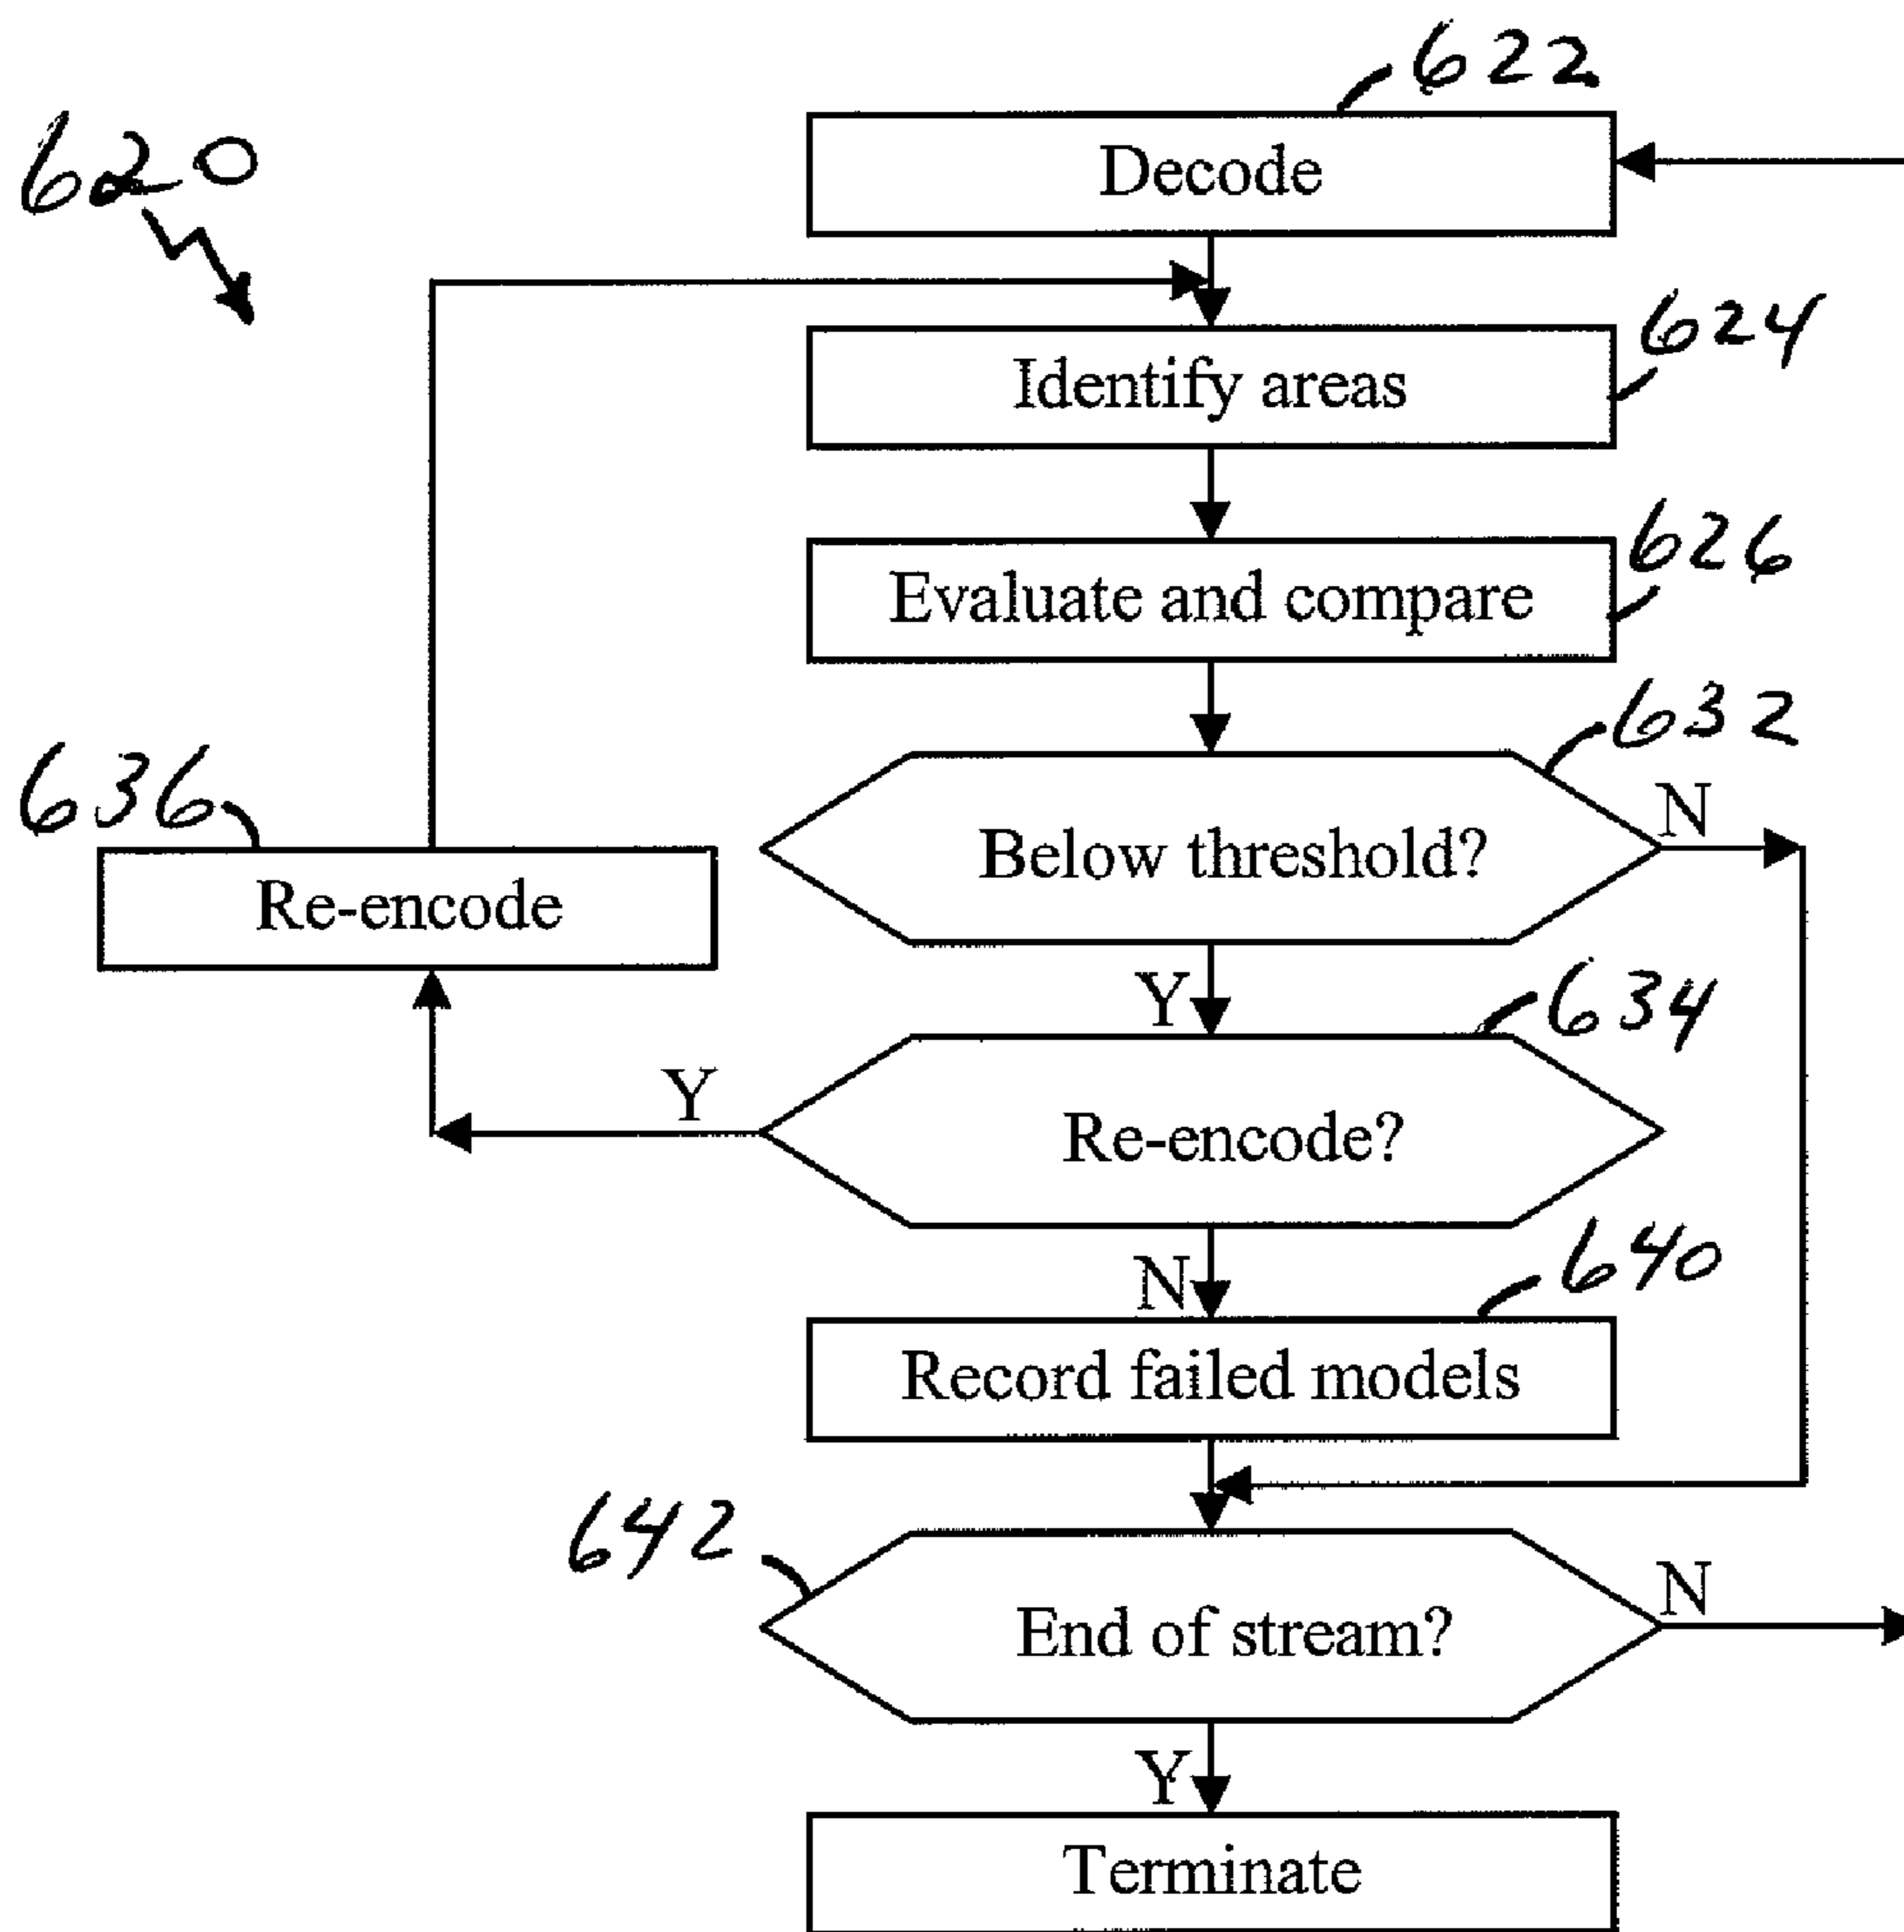 622
620
Decode
624
Identify areas
626
Evaluate and compare
632
N
636
Below threshold?
Re-encode
Y
634
Y
Re-encode?
640
N
Record failed models
642
N
End of stream?
Y
Terminate